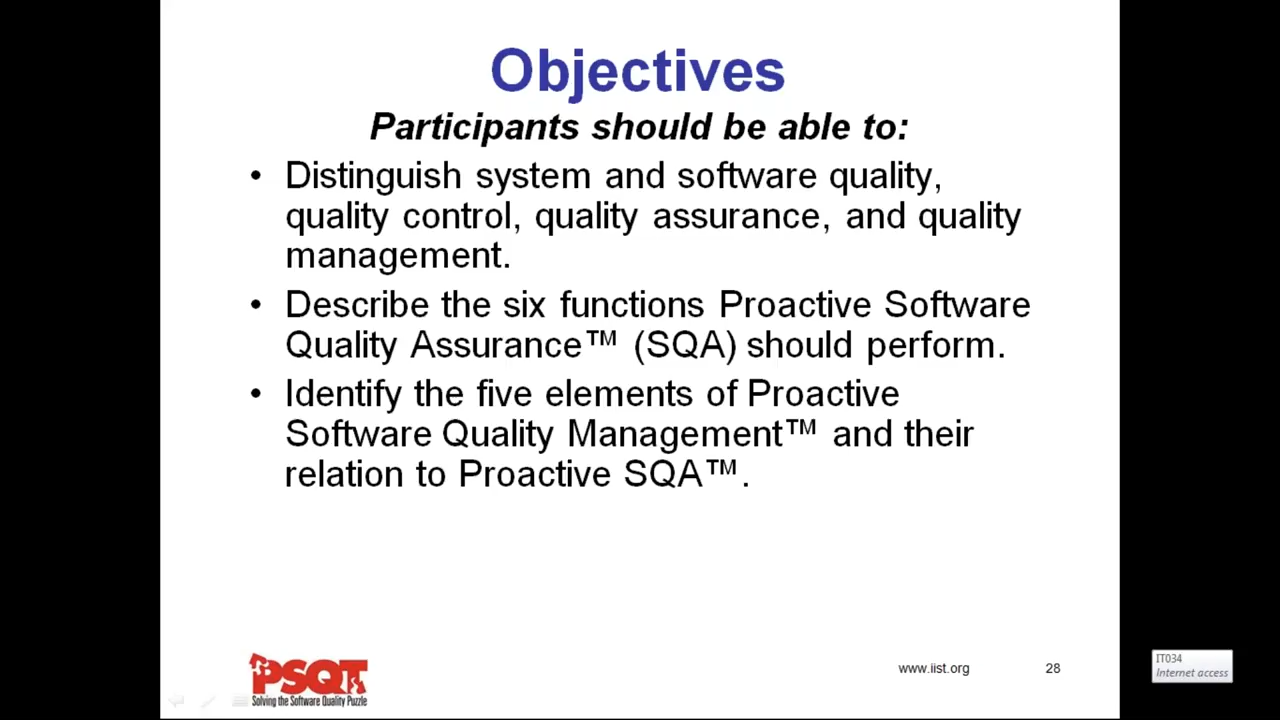 Objectives
Participants should be able to:
• Distinguish system and software quality,
quality control, quality assurance, and quality
management.
• Describe the six functions Proactive Software
Quality Assurance™ (SQA) should perform.
• Identify the five elements of Proactive
Software Quality Management™ and their
relation to Proactive SQA™.
PSQT
Solving the Software Quality Puzzle
www.iist.org
28
IT034
Internet access